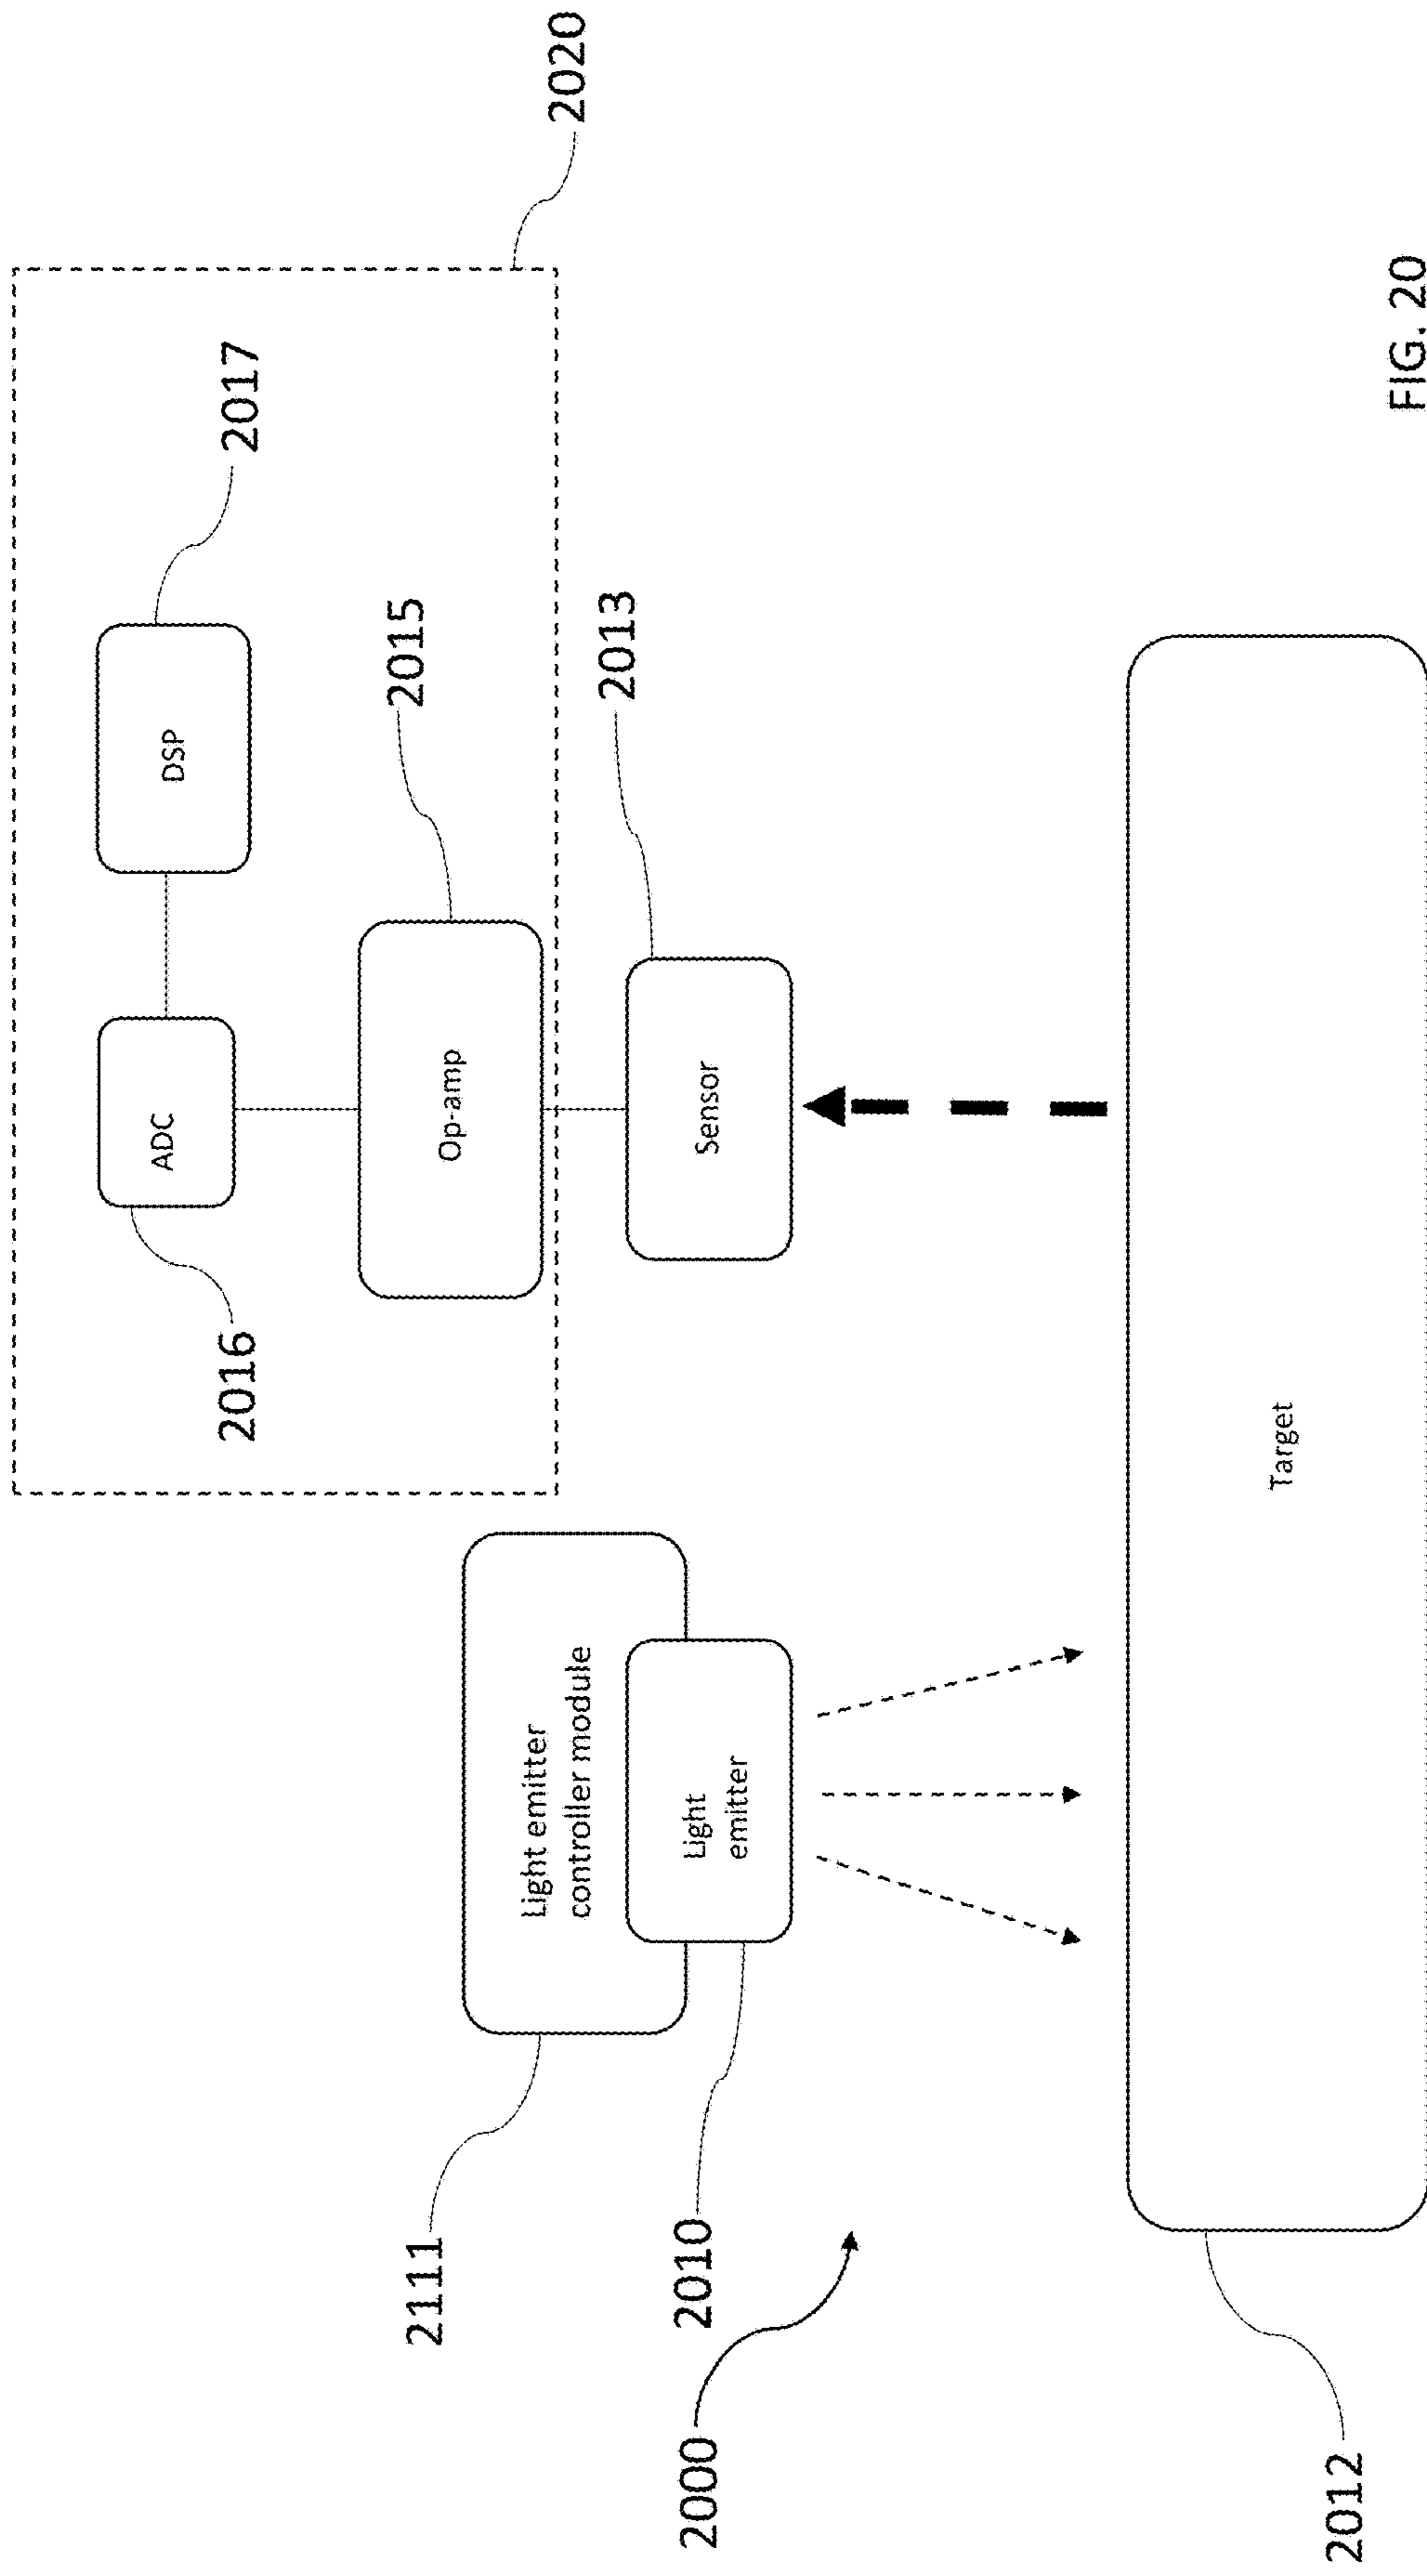 2020
2017
DSP
2015
2013
ADC
Op-amp
Sensor
2016
Light emitter
controller module
Light
emitter
2111
2010
2000
Target
2012
FIG. 20